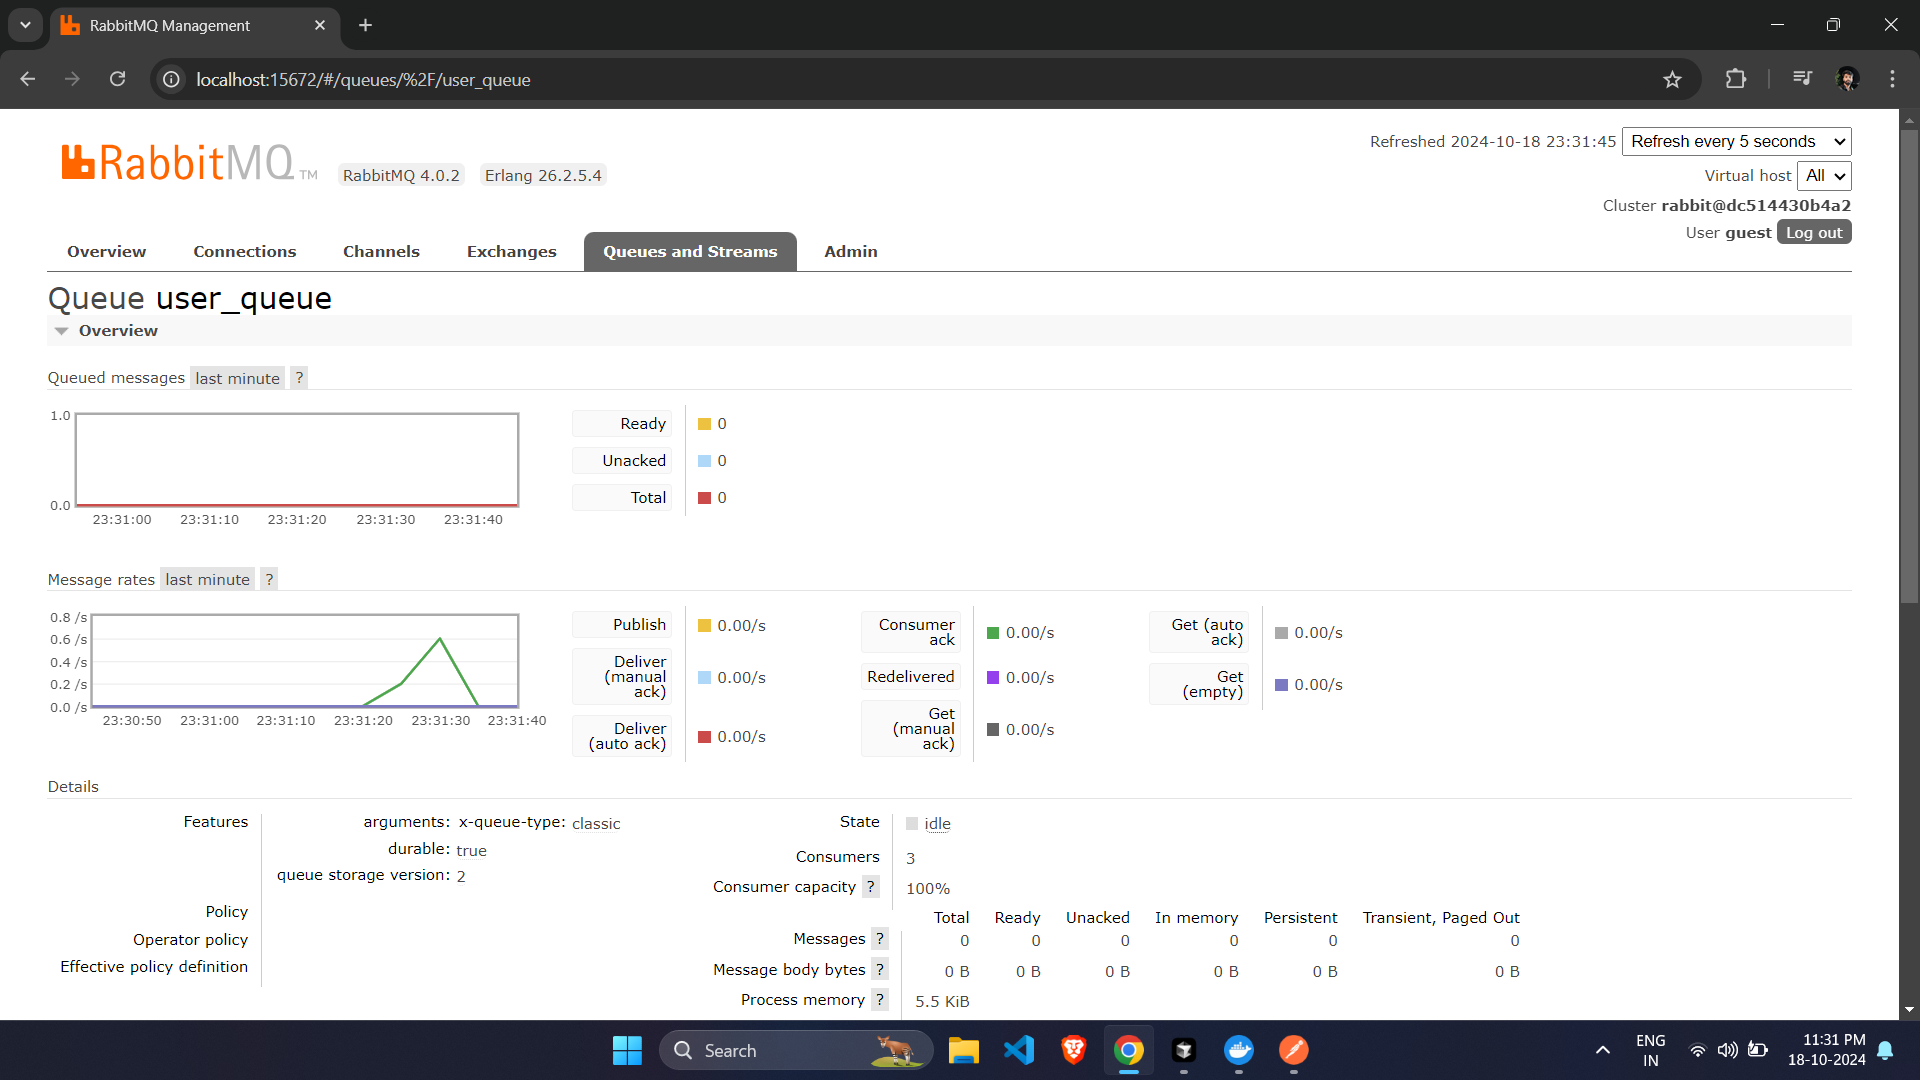 RabbitMQ Management
localhost:15672/#/queues/%2F/user_queue
RabbitMQ TM
RabbitMQ 4.0.2 Erlang 26.2.5.4
Refreshed 2024-10-18 23:31:45 Refresh every 5 seconds
Virtual host All
Cluster rabbit@dc514430b4a2
User guest Log out
Overview Connections Channels Exchanges Queues and Streams Admin
Queue user_queue
Overview
Queued messages last minute ?
1.0
0.0
23:31:00 23:31:10 23:31:20 23:31:30 23:31:40
Ready 0
Unacked 0
Total 0
Message rates last minute ?
0.8 /s
0.6 /s
0.4 /s
0.2 /s
0.0 /s
23:30:50 23:31:00 23:31:10 23:31:20 23:31:30 23:31:40
Publish 0.00/s
Deliver
(manual 0.00/s
ack)
Deliver
(auto ack) 0.00/s
Consumer
ack 0.00/s
Redelivered 0.00/s
Get
(manual 0.00/s
ack)
Get (auto
ack) 0.00/s
Get
(empty) 0.00/s
Details
Features
arguments: x-queue-type: classic
durable: true
queue storage version: 2
Policy
Operator policy
Effective policy definition
State idle
Consumers 3
Consumer capacity ? 100%
Total Ready Unacked In memory Persistent Transient, Paged Out
Messages ? 0 0 0 0 0 0
Message body bytes ? 0 B 0 B 0 B 0 B 0 B 0 B
Process memory ? 5.5 KiB
Search
ENG
IN
11:31 PM
18-10-2024